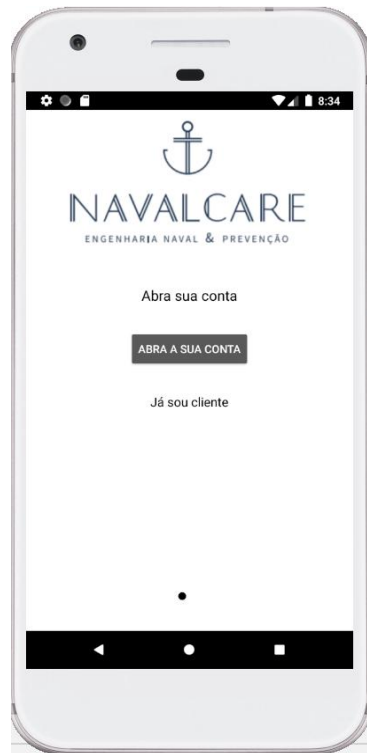 8:34
NAVALCARE
ENGENHARIA NAVAL & PREVENÇÃO
Abra sua conta
ABRA A SUA CONTA
Já sou cliente